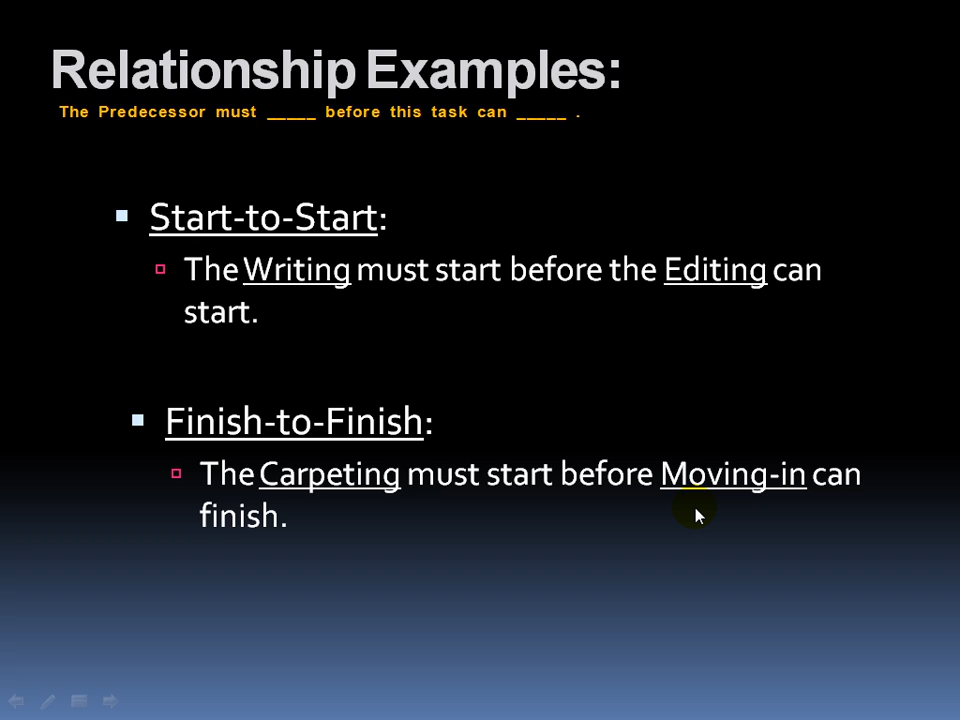 Relationship Examples:
The Predecessor must _____ before this task can _____ .
Start-to-Start:
The Writing must start before the Editing can
start.
Finish-to-Finish:
The Carpeting must start before Moving-in can
finish.